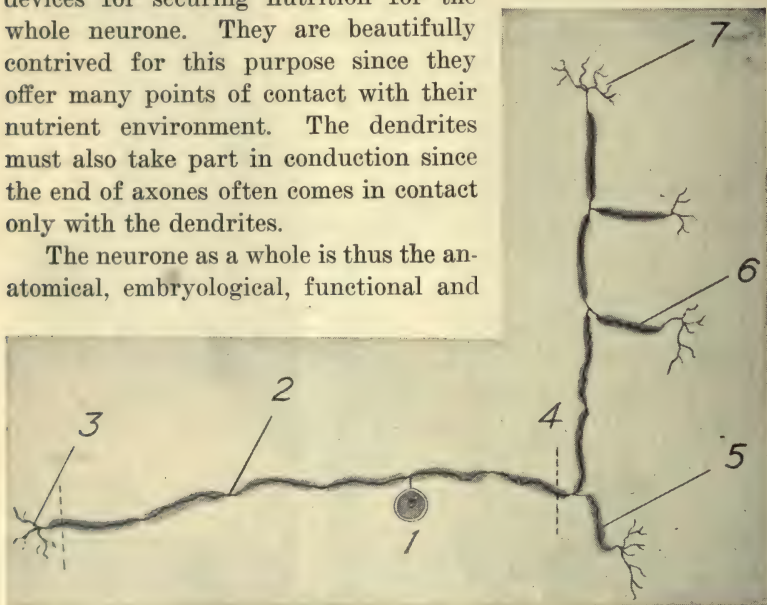 devices for securing nutrition for the
whole neurone. They are beautifully
contrived for this purpose since they
offer many points of contact with their
nutrient environment. The dendrites
must also take part in conduction since
the end of axones often comes in contact
only with the dendrites.
The neurone as a whole is thus the an-
atomical, embryological, functional and
7
6
2
3
4
5
1